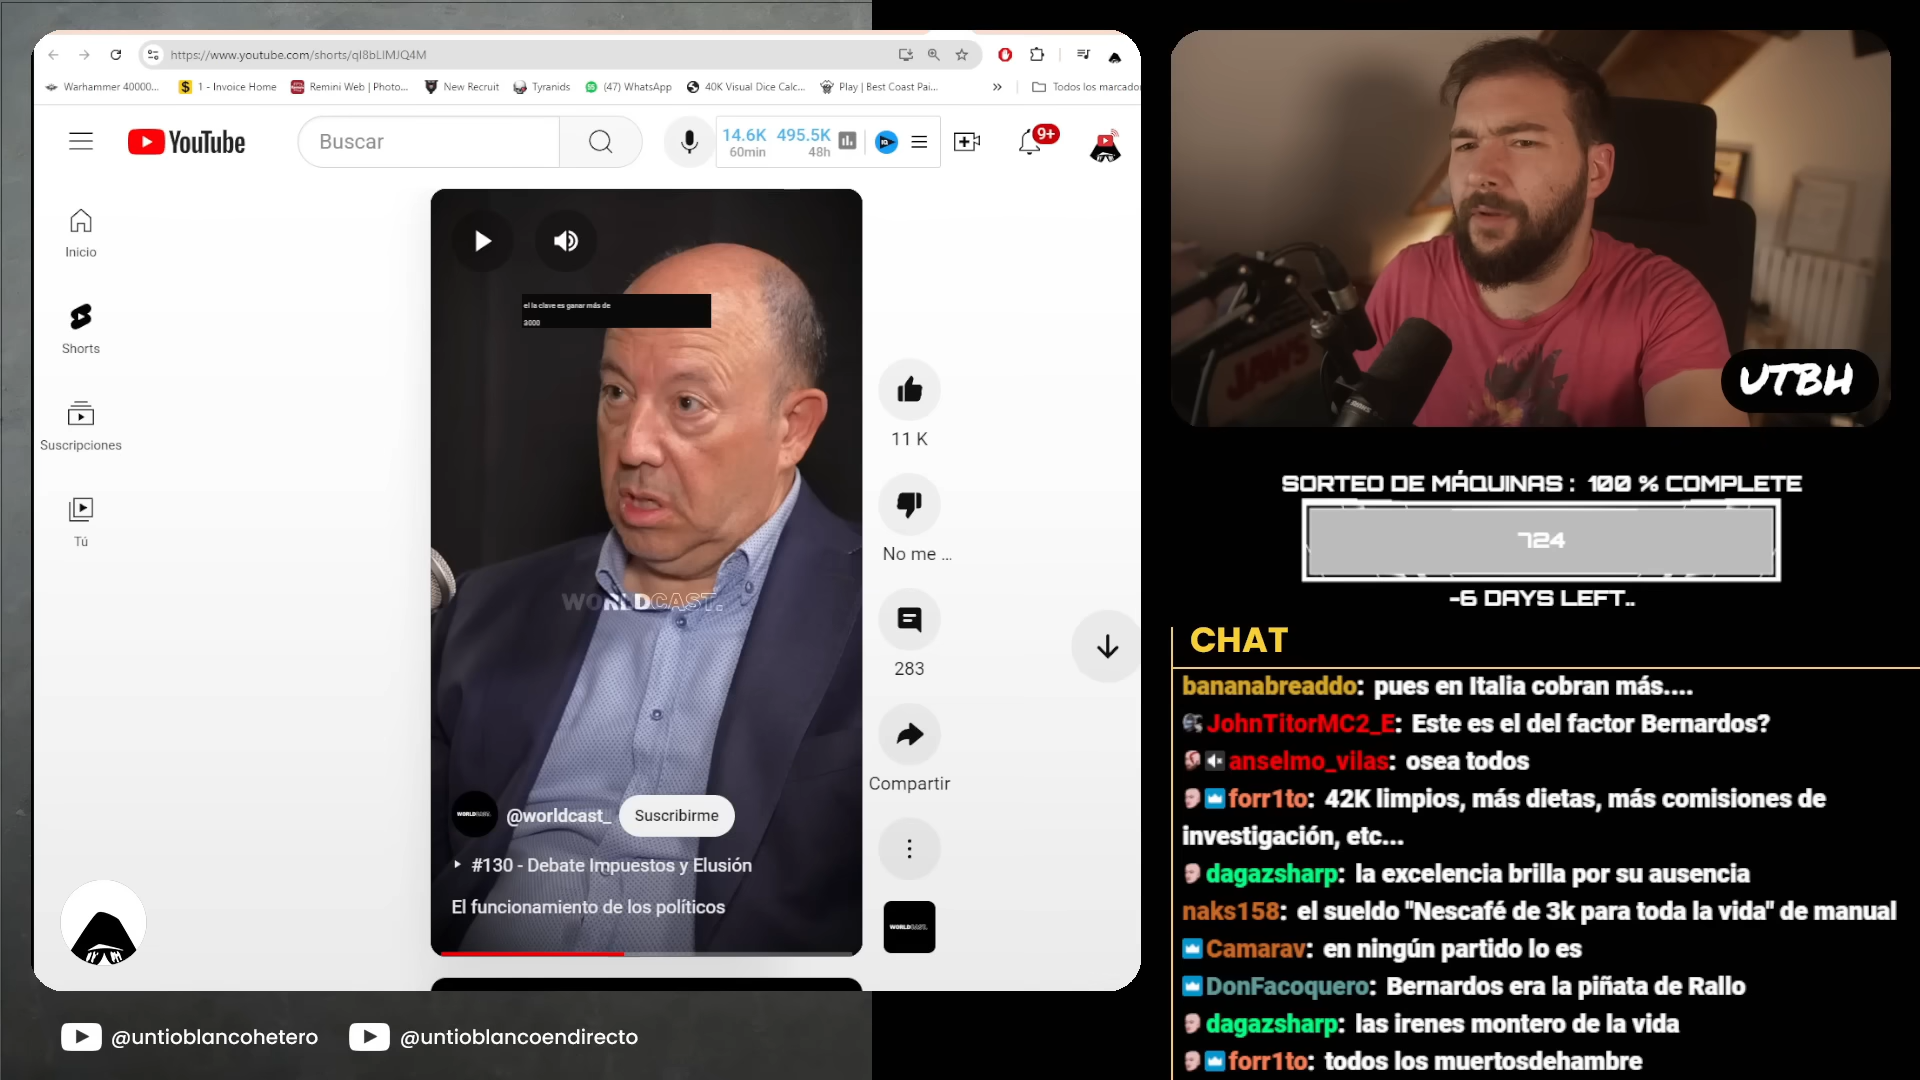 https://www.youtube.com/shorts/qI8bLIMJQ4M
Warhammer 40000...
1 - Invoice Home
Remini Web | Photo...
New Recruit
Tyranids
(47) WhatsApp
40K Visual Dice Calc...
Play | Best Coast Pai...
»
Todos los marcado
YouTube
Buscar
14.6K 495.5K
60min 48h
9+
Inicio
Shorts
Suscripciones
Tú
el la clave es ganar más de
3000
WORLDCAST.
11 K
No me ...
283
Compartir
@worldcast_
Suscribirme
#130 - Debate Impuestos y Elusión
El funcionamiento de los políticos
@untioblancohetero
@untioblancoendirecto
JAWS
UTBH
SORTEO DE MÁQUINAS : 100 % COMPLETE
724
-6 DAYS LEFT..
CHAT
bananabreaddo: pues en Italia cobran más....
JohnTitorMC2_E: Este es el del factor Bernardos?
anselmo_vilas: osea todos
forr1to: 42K limpios, más dietas, más comisiones de
investigación, etc...
dagazsharp: la excelencia brilla por su ausencia
naks158: el sueldo "Nescafé de 3k para toda la vida" de manual
Camarav: en ningún partido lo es
DonFacoquero: Bernardos era la piñata de Rallo
dagazsharp: las irenes montero de la vida
forr1to: todos los muertosdehambre